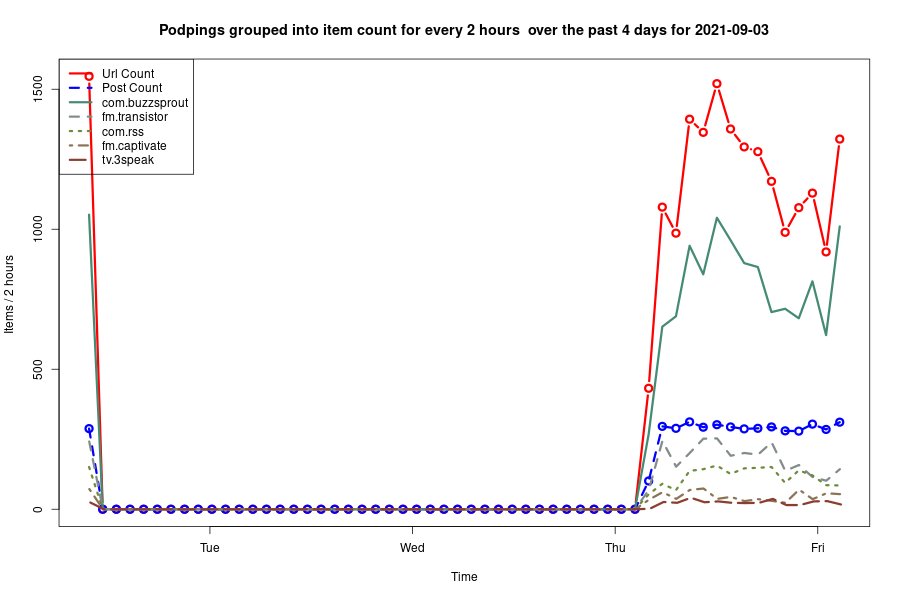 Podpings grouped into item count for every 2 hours  over the past 4 days for 2021-09-03
Url Count
Post Count
com.buzzsprout
fm.transistor
com.rss
fm.captivate
tv.3speak
1500
1000
500
0
Items / 2 hours
Tue
Wed
Thu
Fri
Time